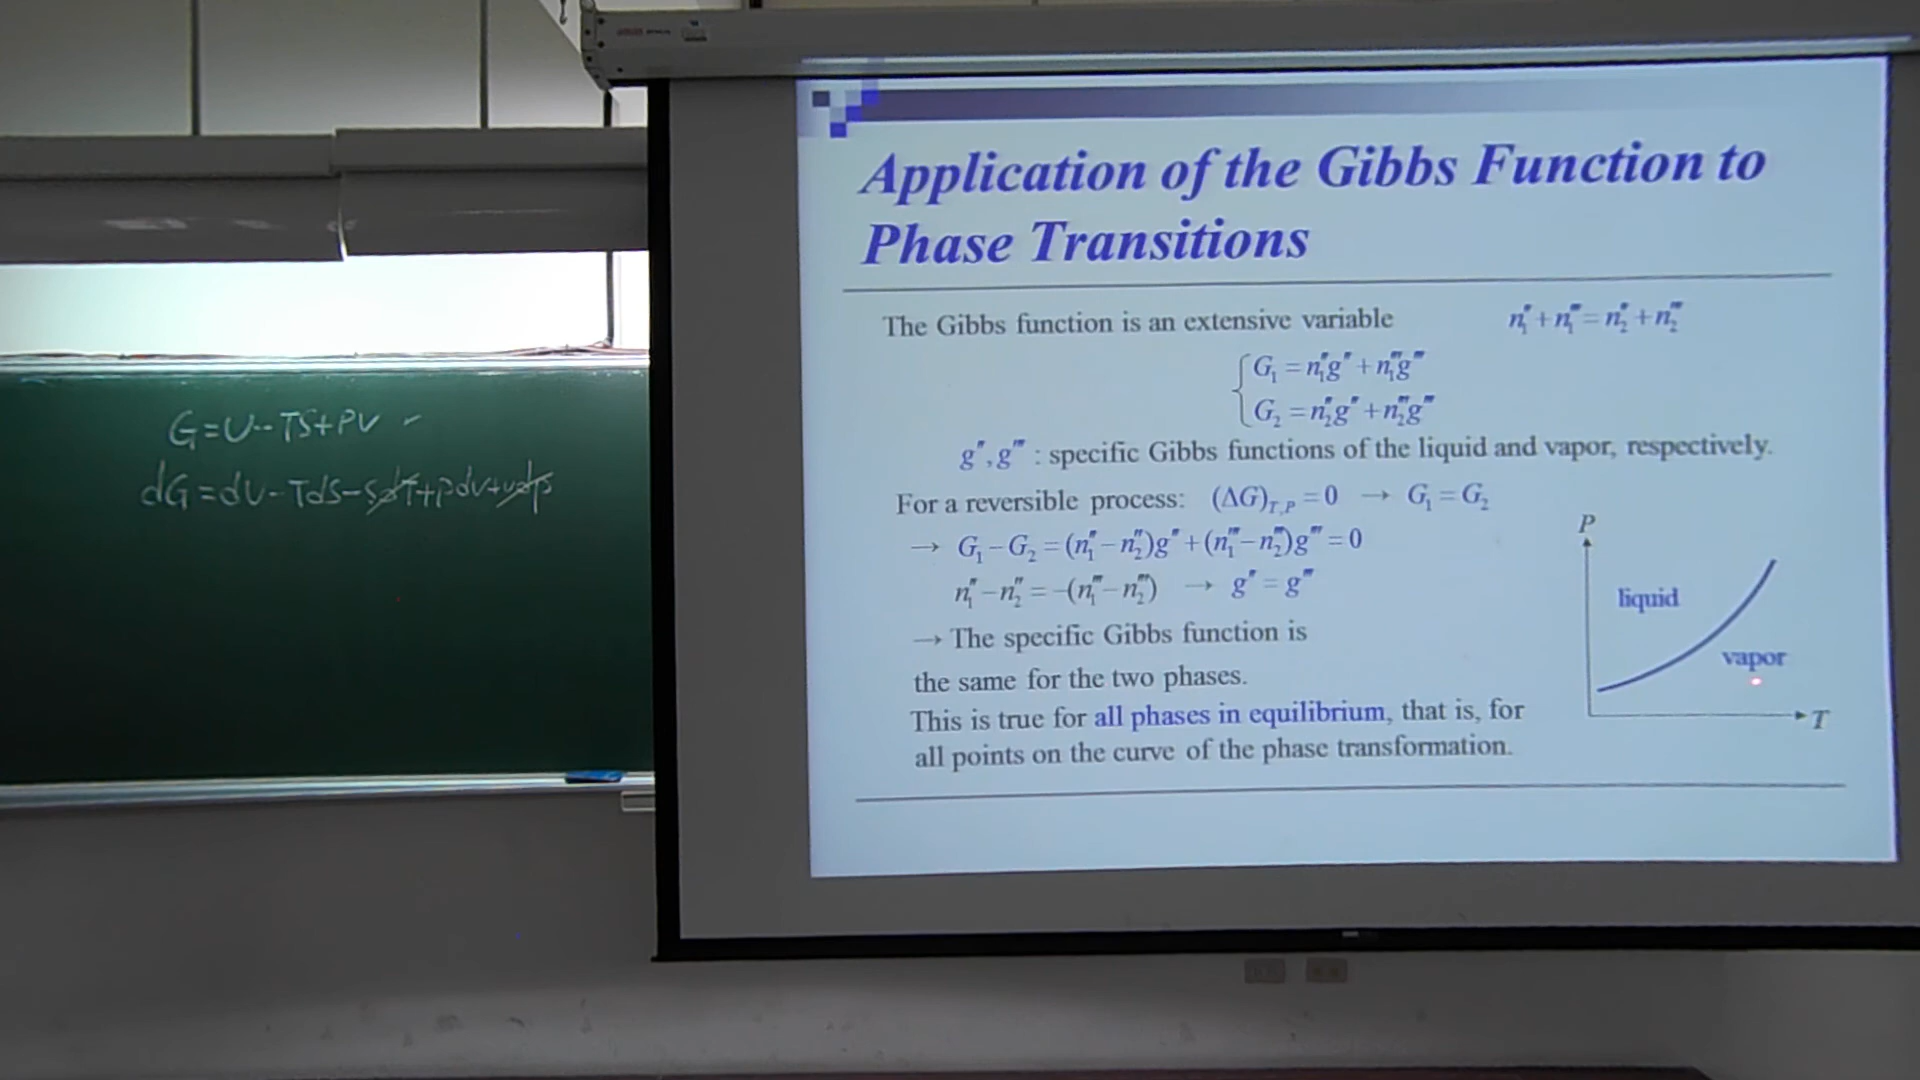 G=U-TS+PV
dG=dU-TdS-SdT+PdV+VdP
Application of the Gibbs Function to
Phase Transitions
The Gibbs function is an extensive variable n₁″+n₁‴=n₂″+n₂‴
G₁ = n₁″g″ + n₁‴g‴
G₂ = n₂″g″ + n₂‴g‴
g″, g‴ : specific Gibbs functions of the liquid and vapor, respectively.
For a reversible process: (ΔG)T,P = 0 → G₁ = G₂
→ G₁ – G₂ = (n₁″ – n₂″)g″ + (n₁‴ – n₂‴)g‴ = 0
n₁″ – n₂″ = –(n₁‴ – n₂‴) → g″ = g‴
→ The specific Gibbs function is
the same for the two phases.
This is true for all phases in equilibrium, that is, for
all points on the curve of the phase transformation.
P
liquid
vapor
T